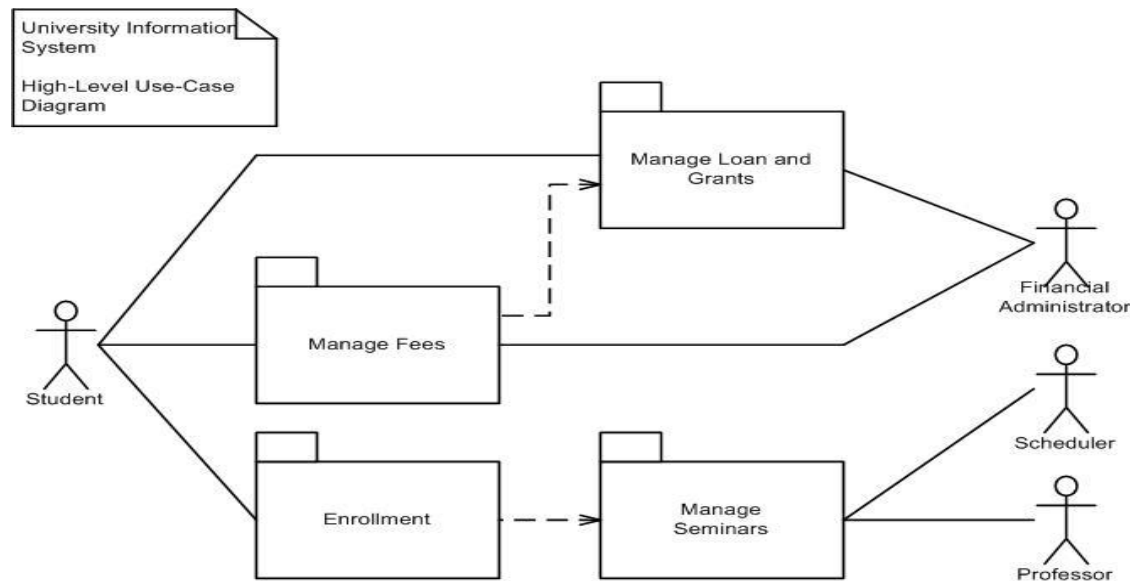 University Information
System
High-Level Use-Case
Diagram
Manage Loan and
Grants
Financial
Administrator
Manage Fees
Student
Scheduler
Enrollment
Manage
Seminars
Professor